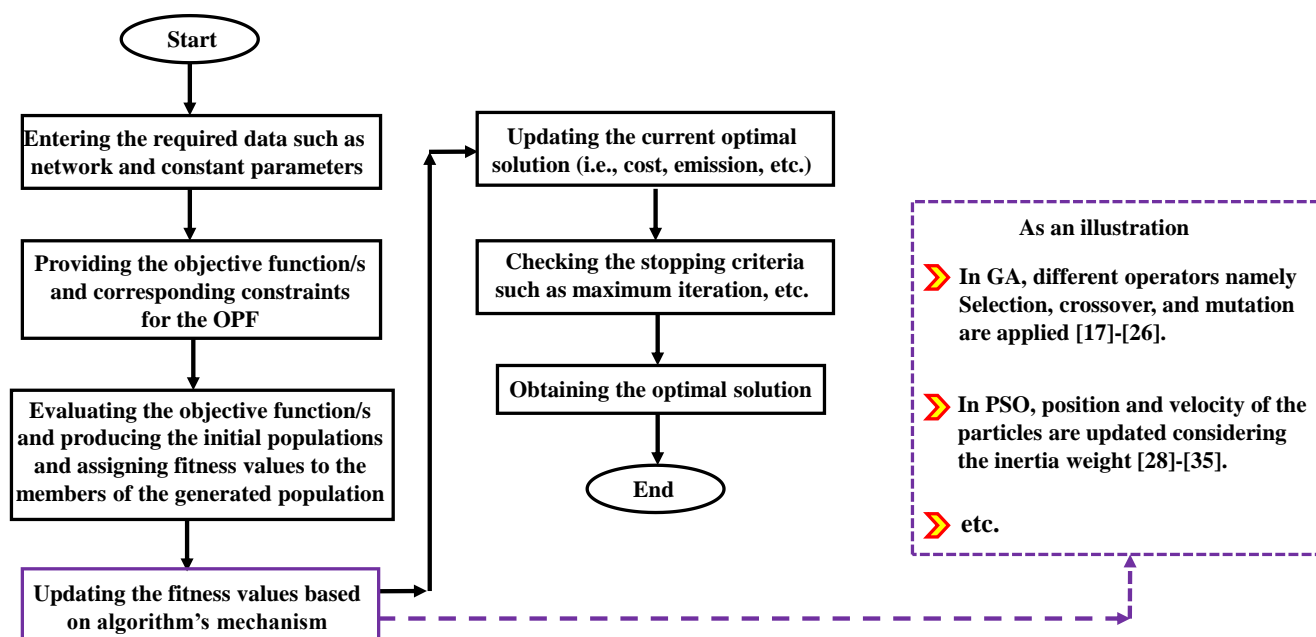 Start
Entering the required data such as
network and constant parameters
Providing the objective function/s
and corresponding constraints
for the OPF
Evaluating the objective function/s
and producing the initial populations
and assigning fitness values to the
members of the generated population
Updating the fitness values based
on algorithm's mechanism
Updating the current optimal
solution (i.e., cost, emission, etc.)
Checking the stopping criteria
such as maximum iteration, etc.
Obtaining the optimal solution
End
As an illustration
In GA, different operators namely
Selection, crossover, and mutation
are applied [17]-[26].
In PSO, position and velocity of the
particles are updated considering
the inertia weight [28]-[35].
etc.